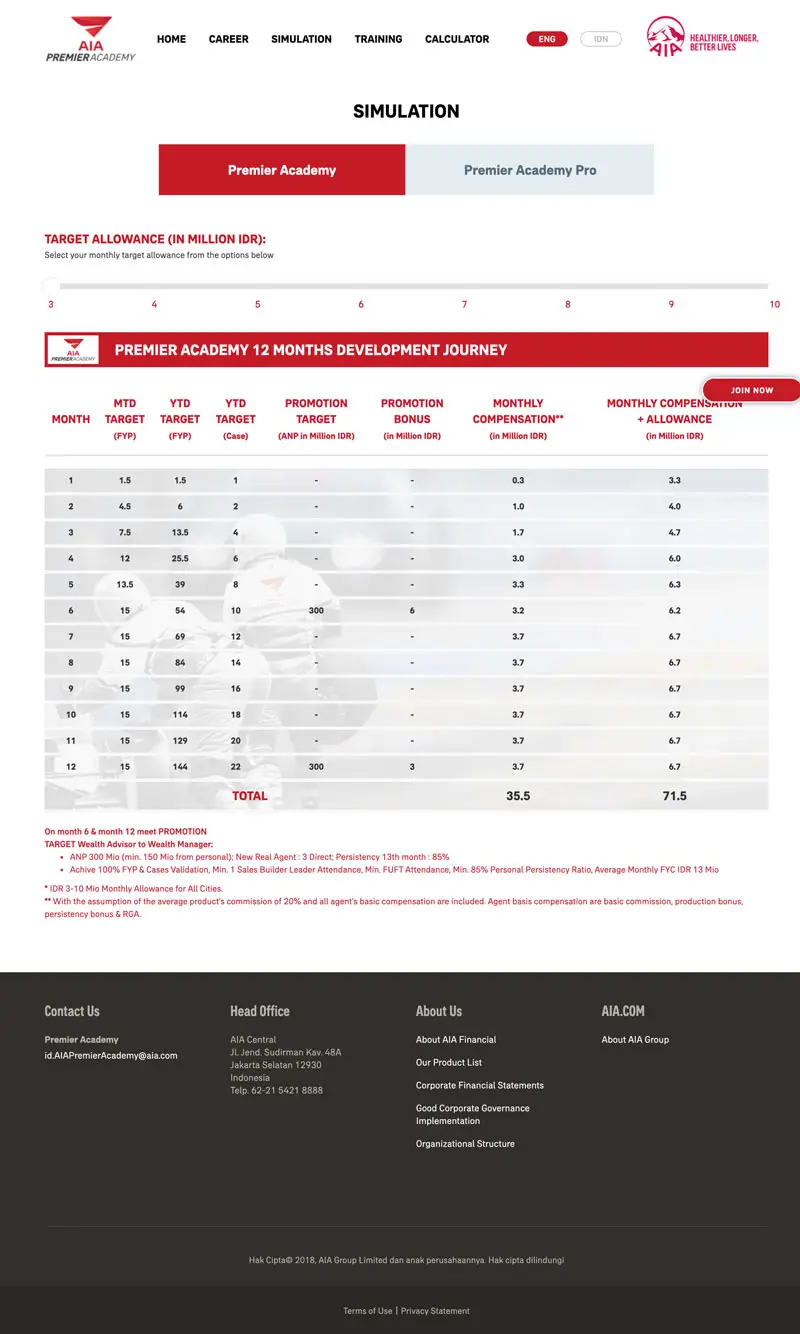 AIA
PREMIER ACADEMY
HOME CAREER SIMULATION TRAINING CALCULATOR ENG IDN
AIA
HEALTHIER, LONGER,
BETTER LIVES
SIMULATION
Premier Academy Premier Academy Pro
TARGET ALLOWANCE (IN MILLION IDR):
Select your monthly target allowance from the options below
3 4 5 6 7 8 9 10
AIA
PREMIER ACADEMY
PREMIER ACADEMY 12 MONTHS DEVELOPMENT JOURNEY
JOIN NOW
MONTH MTD TARGET (FYP) YTD TARGET (FYP) YTD TARGET (Case) PROMOTION TARGET (ANP in Million IDR) PROMOTION BONUS (in Million IDR) MONTHLY COMPENSATION** (in Million IDR) MONTHLY COMPENSATION + ALLOWANCE (in Million IDR)
1 1.5 1.5 1 - - 0.3 3.3
2 4.5 6 2 - - 1.0 4.0
3 7.5 13.5 4 - - 1.7 4.7
4 12 25.5 6 - - 3.0 6.0
5 13.5 39 8 - - 3.3 6.3
6 15 54 10 300 6 3.2 6.2
7 15 69 12 - - 3.7 6.7
8 15 84 14 - - 3.7 6.7
9 15 99 16 - - 3.7 6.7
10 15 114 18 - - 3.7 6.7
11 15 129 20 - - 3.7 6.7
12 15 144 22 300 3 3.7 6.7
TOTAL 35.5 71.5
On month 6 & month 12 meet PROMOTION
TARGET Wealth Advisor to Wealth Manager:
• ANP 300 Mio (min. 150 Mio from personal); New Real Agent : 3 Direct; Persistency 13th month : 85%
• Achive 100% FYP & Cases Validation, Min. 1 Sales Builder Leader Attendance, Min. FUFT Attendance, Min. 85% Personal Persistency Ratio, Average Monthly FYC IDR 13 Mio
* IDR 3-10 Mio Monthly Allowance for All Cities.
** With the assumption of the average product's commission of 20% and all agent's basic compensation are included. Agent basis compensation are basic commission, production bonus,
persistency bonus & RGA.
Contact Us
Premier Academy
id.AIAPremierAcademy@aia.com
Head Office
AIA Central
Jl. Jend. Sudirman Kav. 48A
Jakarta Selatan 12930
Indonesia
Telp. 62-21 5421 8888
About Us
About AIA Financial
Our Product List
Corporate Financial Statements
Good Corporate Governance
Implementation
Organizational Structure
AIA.COM
About AIA Group
Hak Cipta© 2018, AIA Group Limited dan anak perusahaannya. Hak cipta dilindungi
Terms of Use | Privacy Statement